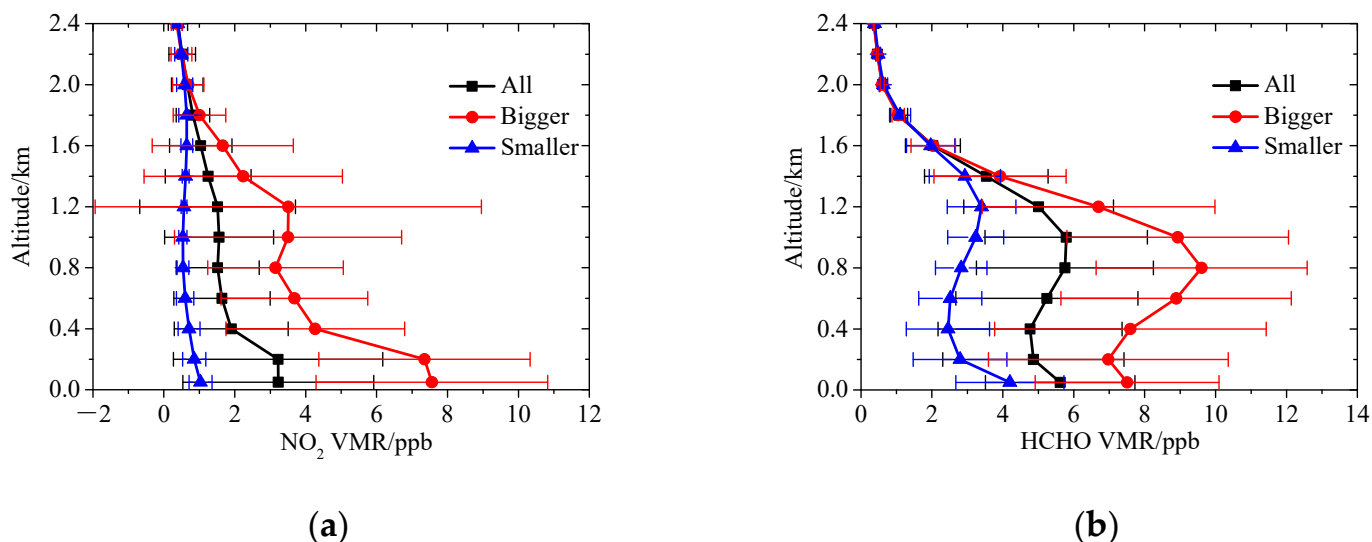 2.4
2.0
1.6
1.2
0.8
0.4
0.0
Altitude/km
−2 0 2 4 6 8 10 12
NO2 VMR/ppb
All
Bigger
Smaller
(a)
2.4
2.0
1.6
1.2
0.8
0.4
0.0
Altitude/km
0 2 4 6 8 10 12 14
HCHO VMR/ppb
All
Bigger
Smaller
(b)